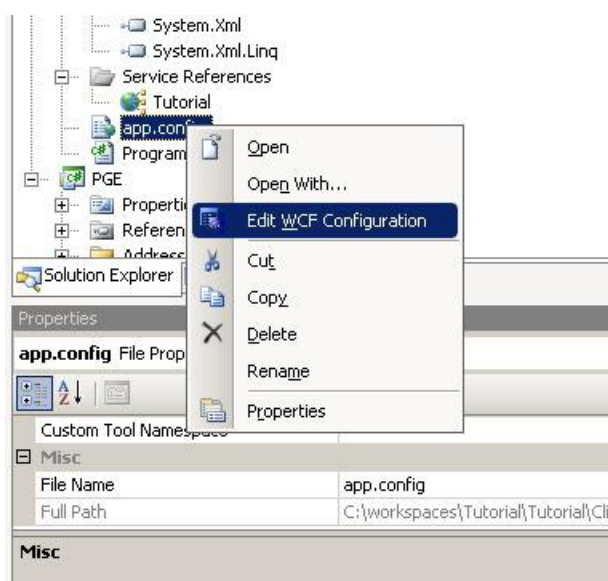 System.Xml
System.Xml.Linq
Service References
Tutorial
app.config
Program
PGE
Open
Open With...
Edit WCF Configuration
Cut
Copy
Delete
Rename
Properties
Solution Explorer
Properties
app.config File Prop
Custom Tool Namespace
Misc
File Name app.config
Full Path C:\workspaces\Tutorial\Tutorial\Cli
Misc